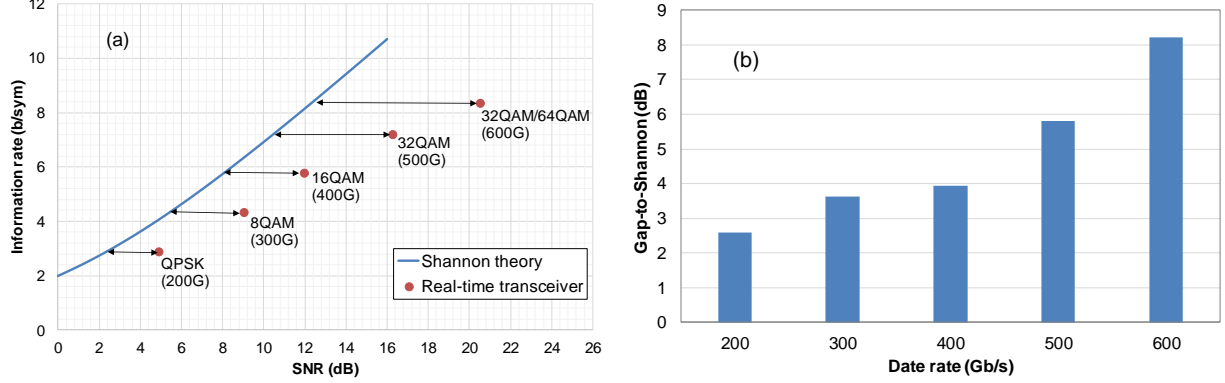 (a)
Information rate (b/sym)
12
10
8
6
4
2
0
32QAM/64QAM
(600G)
32QAM
(500G)
16QAM
(400G)
8QAM
(300G)
QPSK
(200G)
Shannon theory
Real-time transceiver
0 2 4 6 8 10 12 14 16 18 20 22 24 26
SNR (dB)
(b)
Gap-to-Shannon (dB)
9
8
7
6
5
4
3
2
1
0
200 300 400 500 600
Date rate (Gb/s)